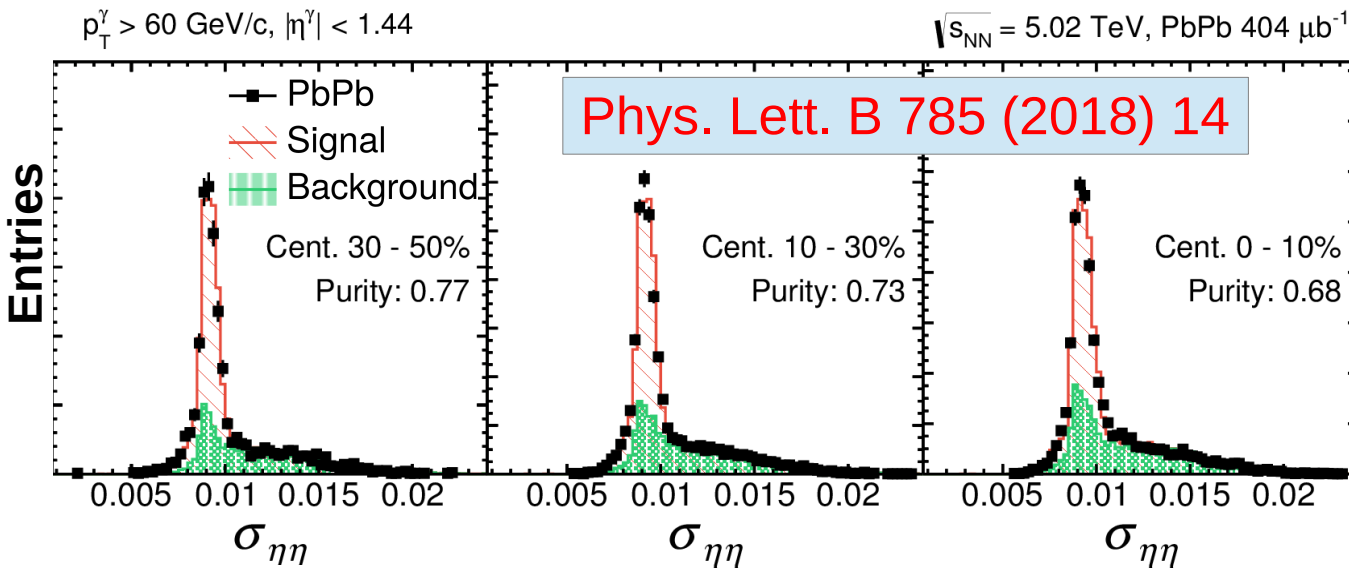 p_T^γ > 60 GeV/c, |η^γ| < 1.44
√s_NN = 5.02 TeV, PbPb 404 μb⁻¹
PbPb
Signal
Background
Phys. Lett. B 785 (2018) 14
Entries
Cent. 30 - 50%
Purity: 0.77
Cent. 10 - 30%
Purity: 0.73
Cent. 0 - 10%
Purity: 0.68
0.005 0.01 0.015 0.02
0.005 0.01 0.015 0.02
0.005 0.01 0.015 0.02
σ_ηη
σ_ηη
σ_ηη